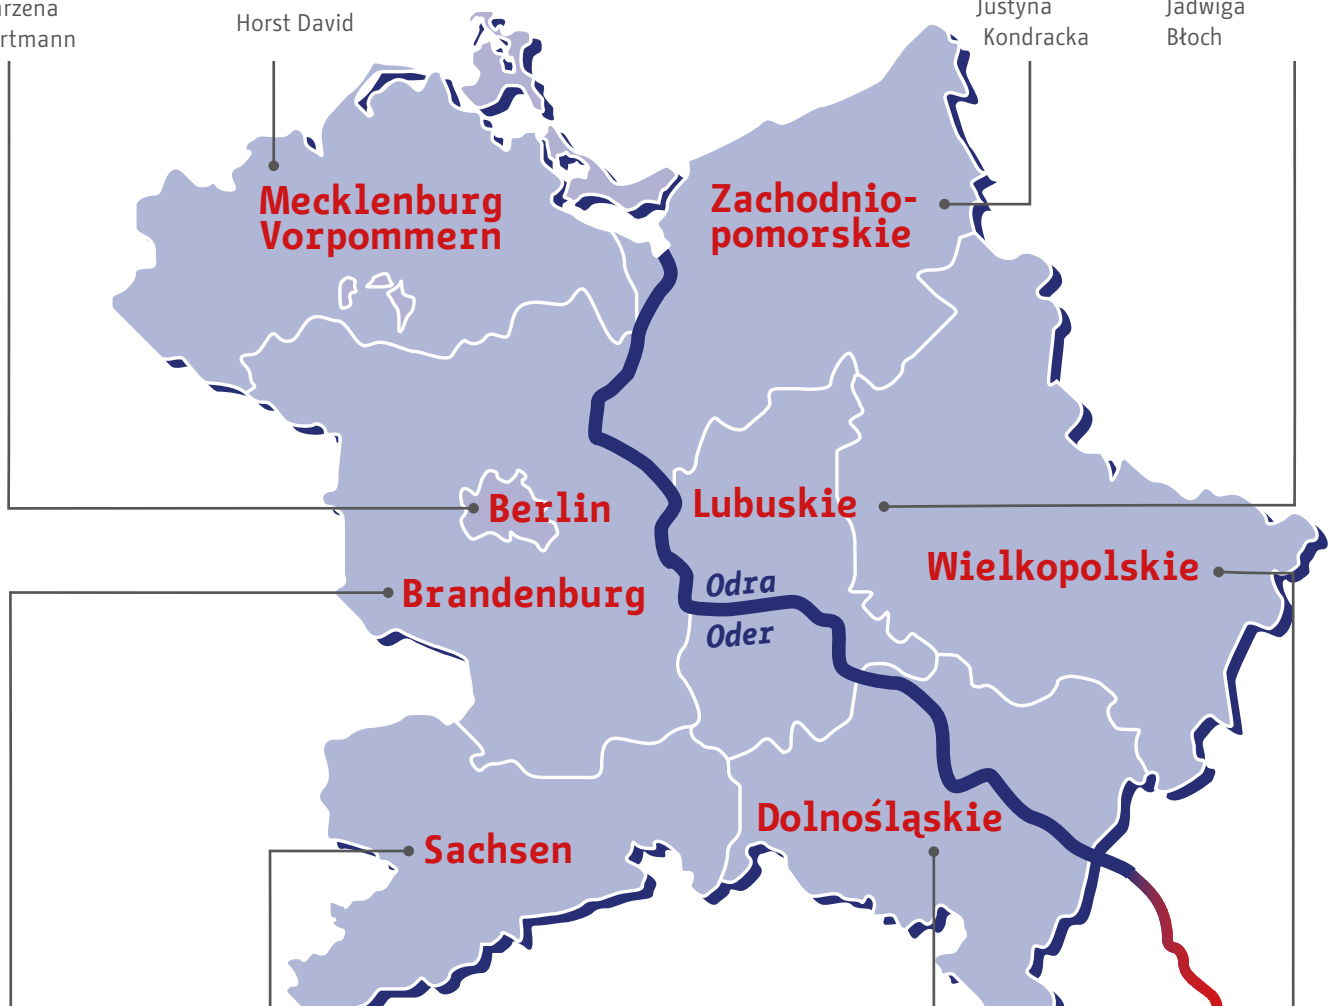 Horst David
Justyna
Kondracka
Jadwiga
Błoch
Mecklenburg
Vorpommern
Zachodnio-
pomorskie
Berlin
Lubuskie
Wielkopolskie
Brandenburg
Odra
Oder
Dolnośląskie
Sachsen